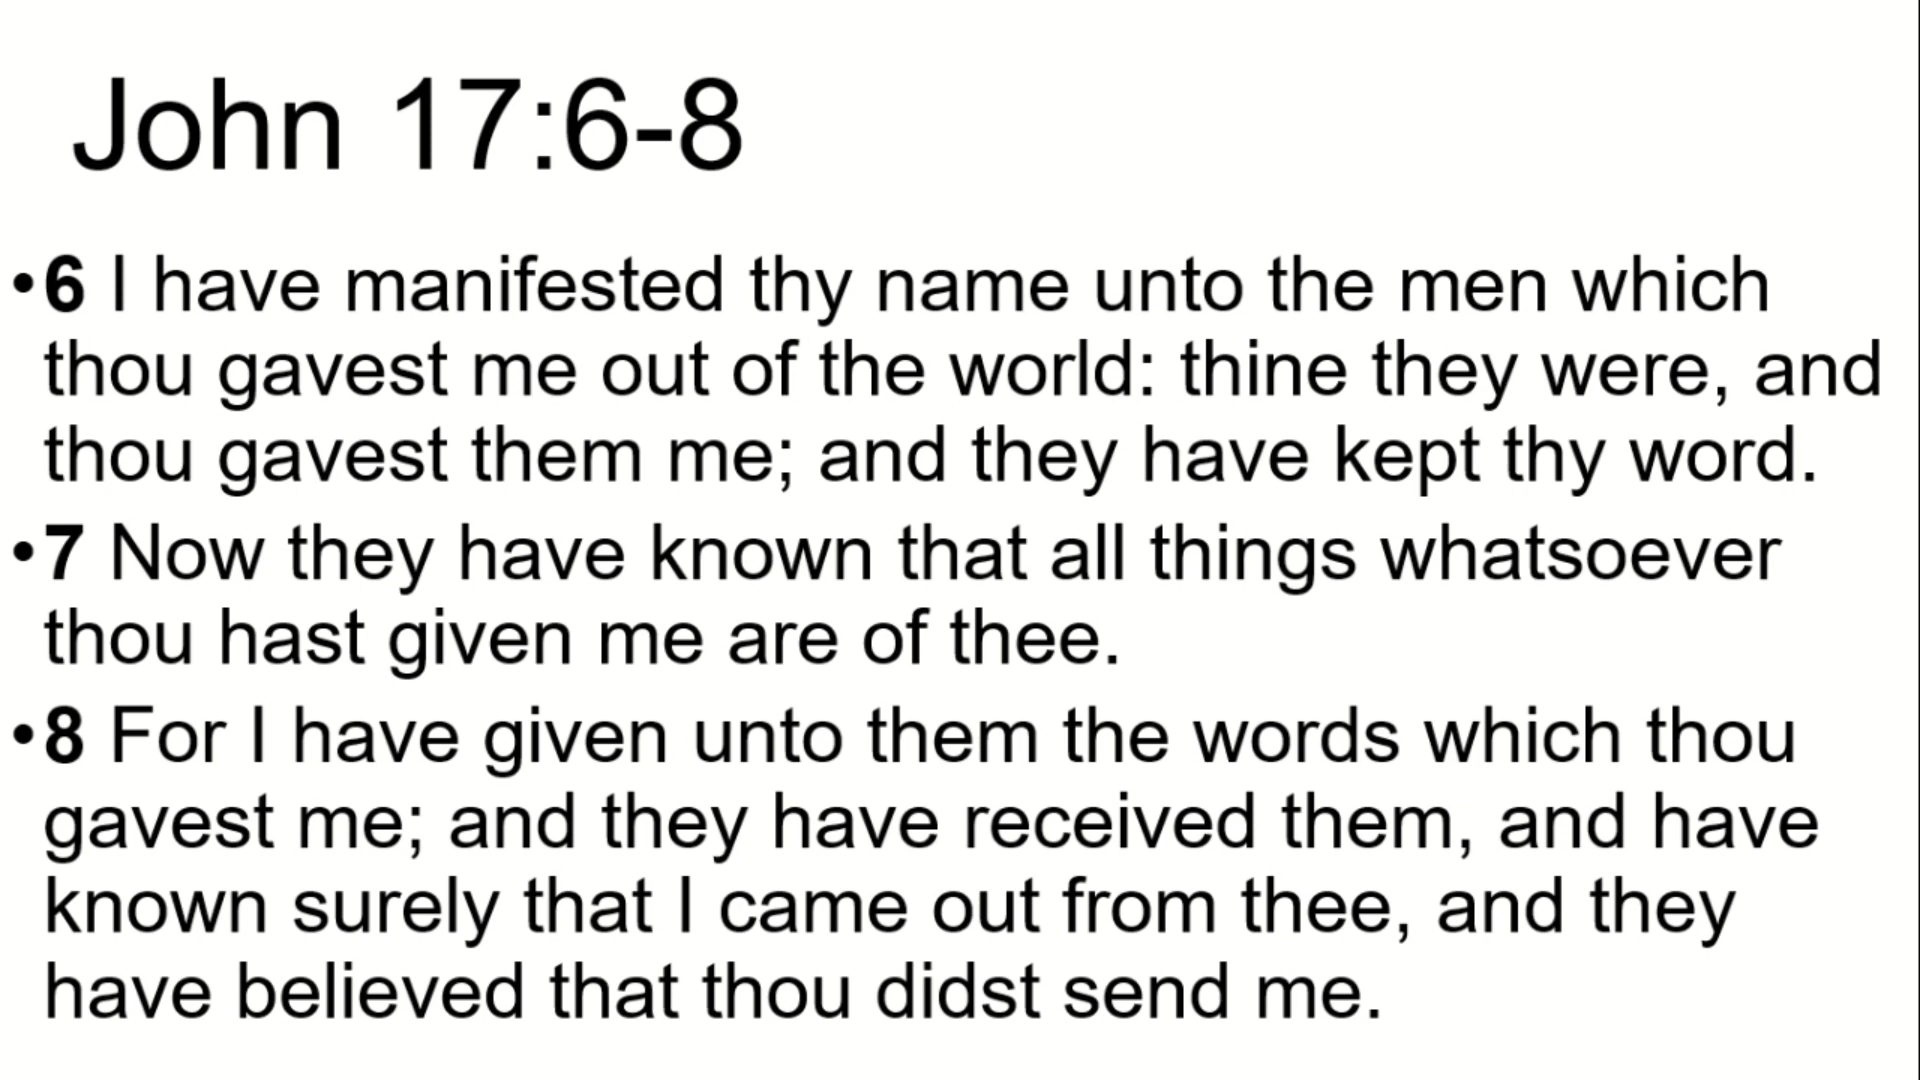 John 17:6-8
•6 I have manifested thy name unto the men which
thou gavest me out of the world: thine they were, and
thou gavest them me; and they have kept thy word.
•7 Now they have known that all things whatsoever
thou hast given me are of thee.
•8 For I have given unto them the words which thou
gavest me; and they have received them, and have
known surely that I came out from thee, and they
have believed that thou didst send me.